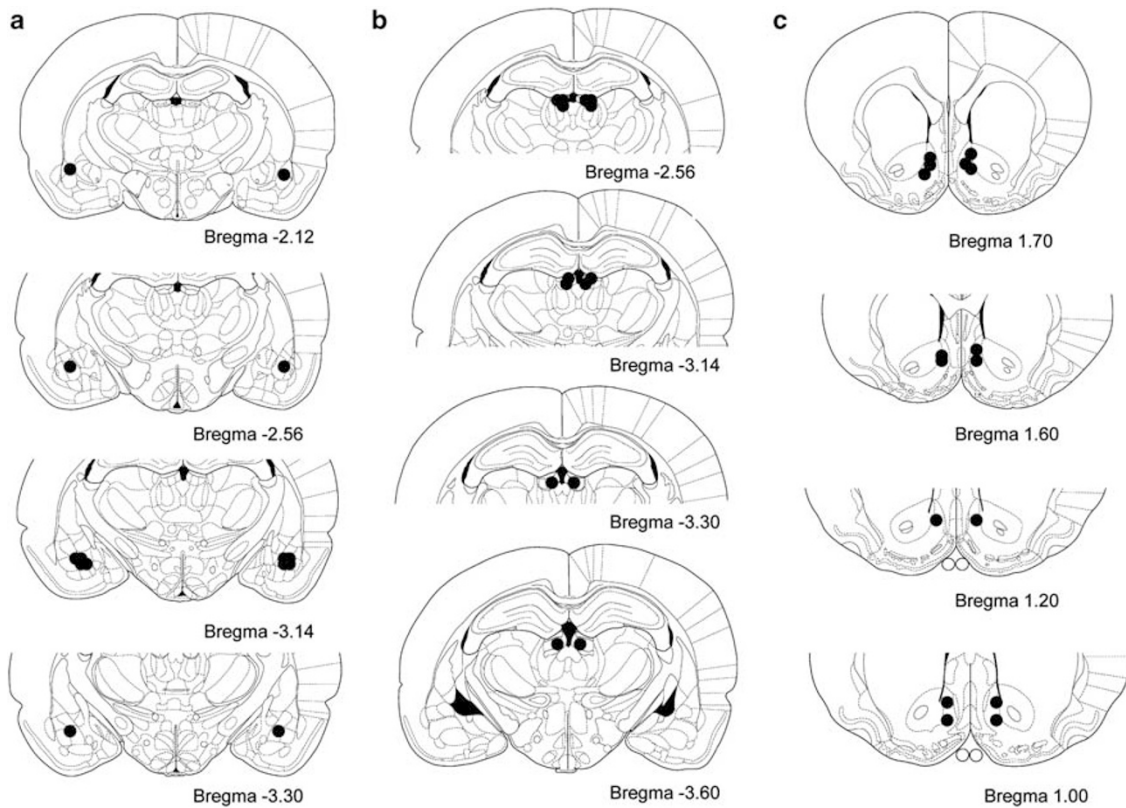 a
Bregma -2.12
Bregma -2.56
Bregma -3.14
Bregma -3.30
b
Bregma -2.56
Bregma -3.14
Bregma -3.30
Bregma -3.60
c
Bregma 1.70
Bregma 1.60
Bregma 1.20
Bregma 1.00